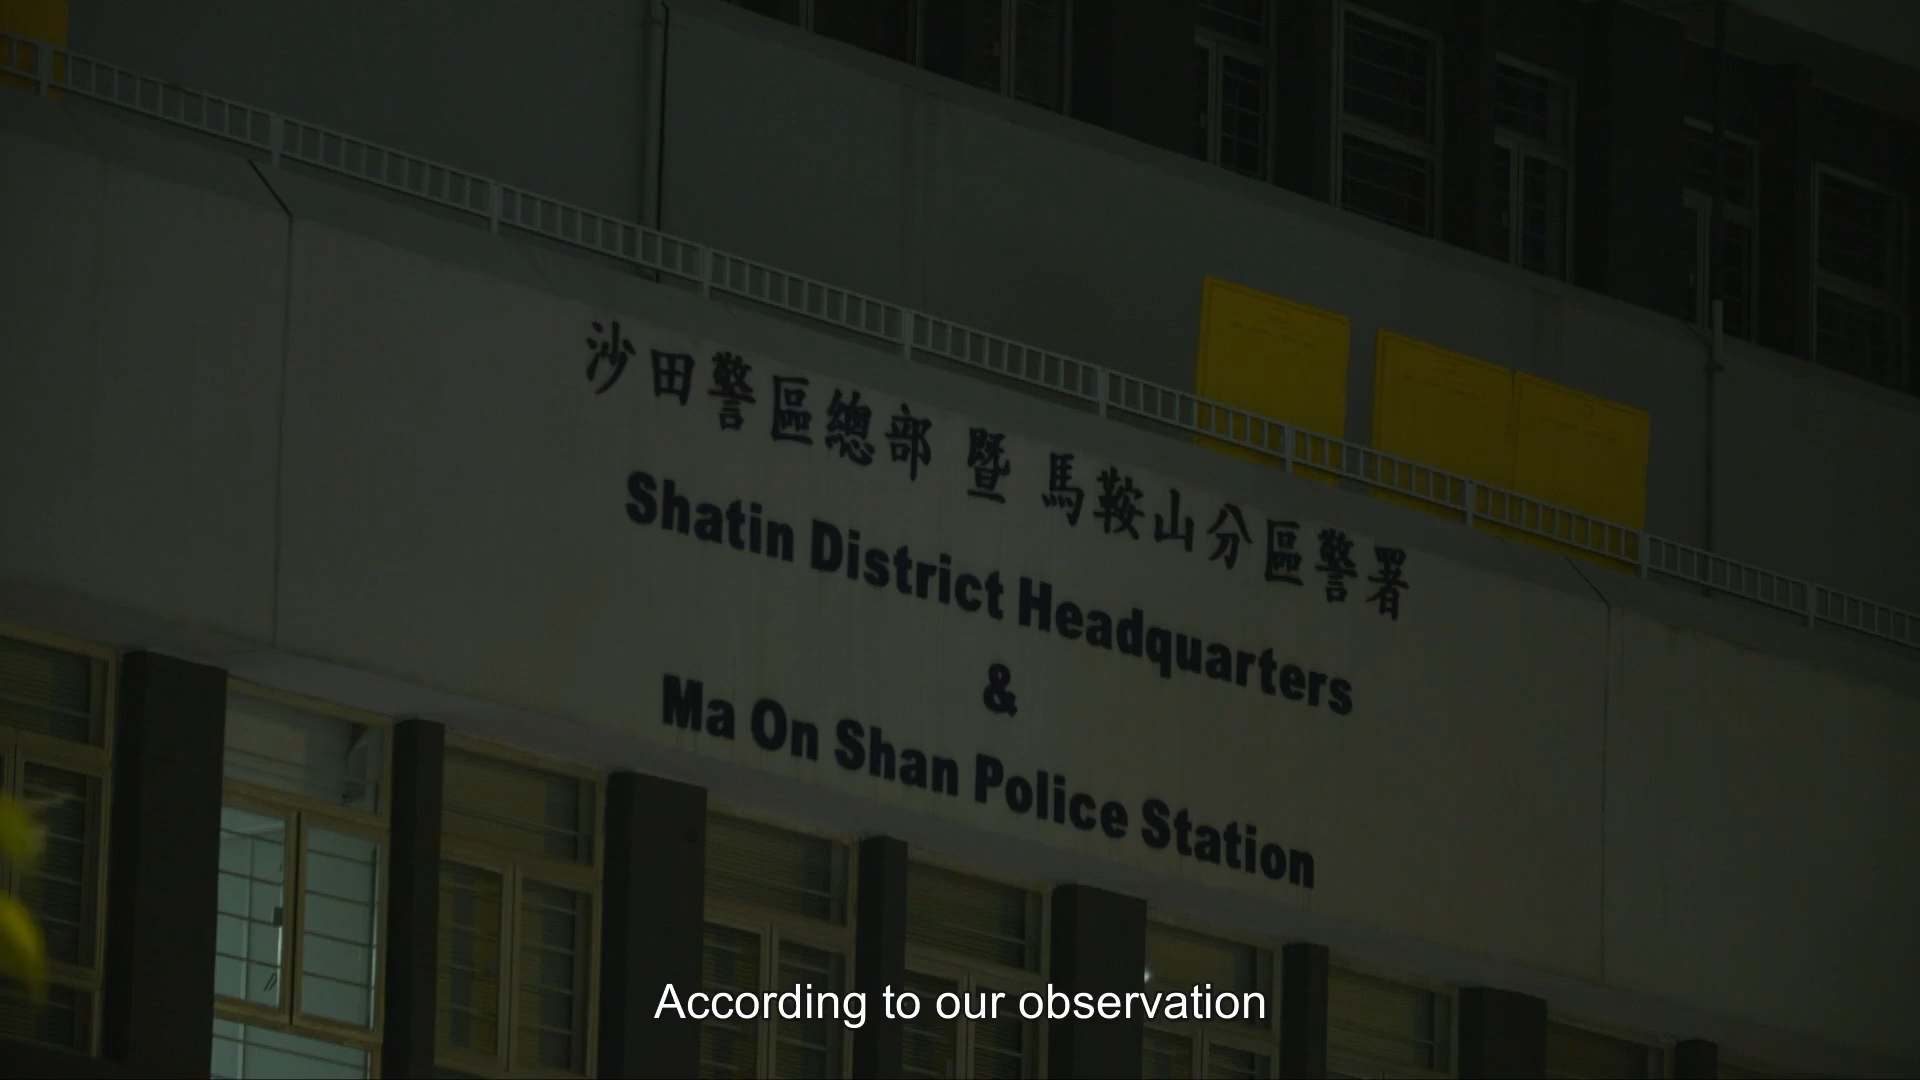 沙田警區總部 暨 馬鞍山分區警署
Shatin District Headquarters
&
Ma On Shan Police Station
According to our observation